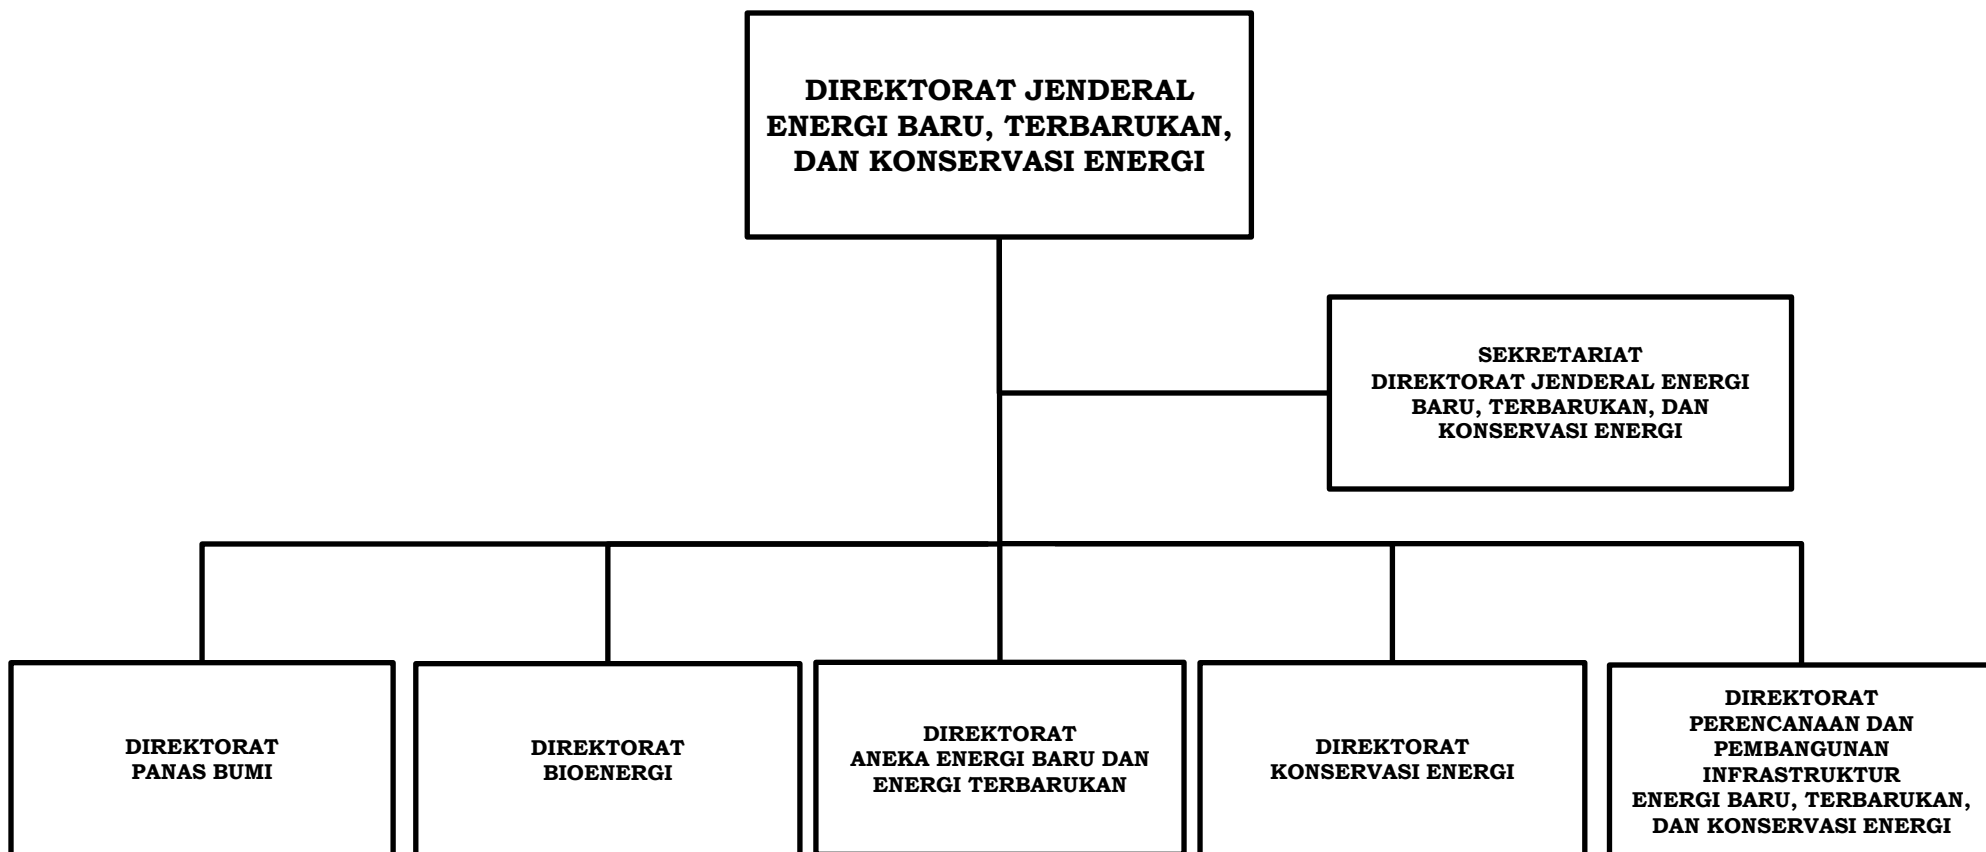 DIREKTORAT JENDERAL
ENERGI BARU, TERBARUKAN,
DAN KONSERVASI ENERGI
SEKRETARIAT
DIREKTORAT JENDERAL ENERGI
BARU, TERBARUKAN, DAN
KONSERVASI ENERGI
DIREKTORAT
PANAS BUMI
DIREKTORAT
BIOENERGI
DIREKTORAT
ANEKA ENERGI BARU DAN
ENERGI TERBARUKAN
DIREKTORAT
KONSERVASI ENERGI
DIREKTORAT
PERENCANAAN DAN
PEMBANGUNAN
INFRASTRUKTUR
ENERGI BARU, TERBARUKAN,
DAN KONSERVASI ENERGI